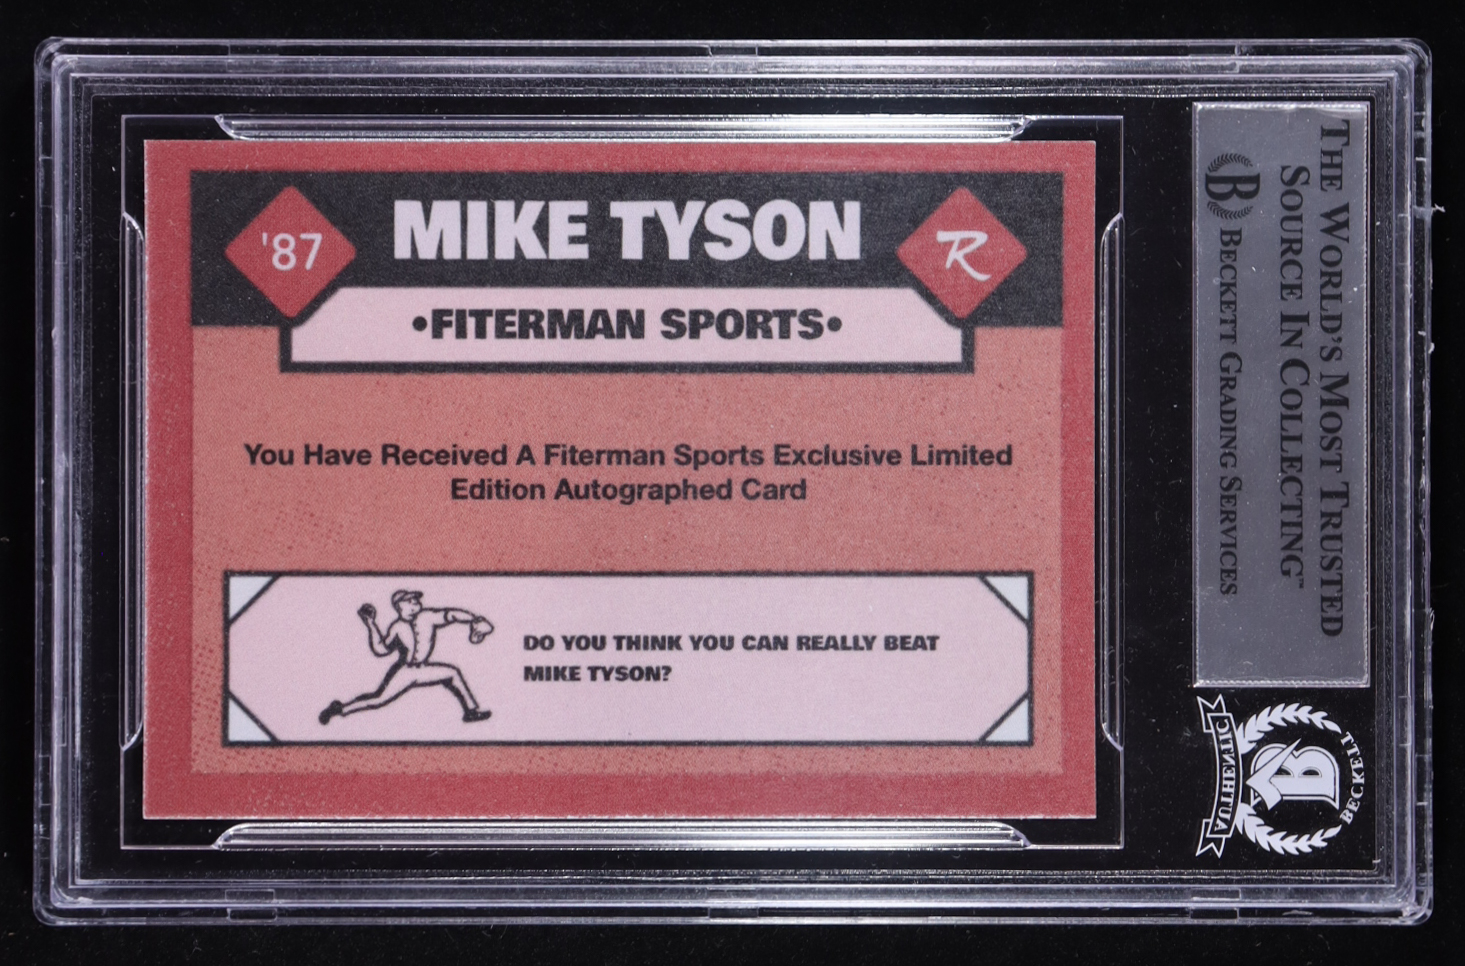 '87
MIKE TYSON
R
•FITERMAN SPORTS•
You Have Received A Fiterman Sports Exclusive Limited
Edition Autographed Card
DO YOU THINK YOU CAN REALLY BEAT
MIKE TYSON?
THE WORLD'S MOST TRUSTED
SOURCE IN COLLECTING™
B BECKETT GRADING SERVICES
B
BECKETT
AUTHENTIC